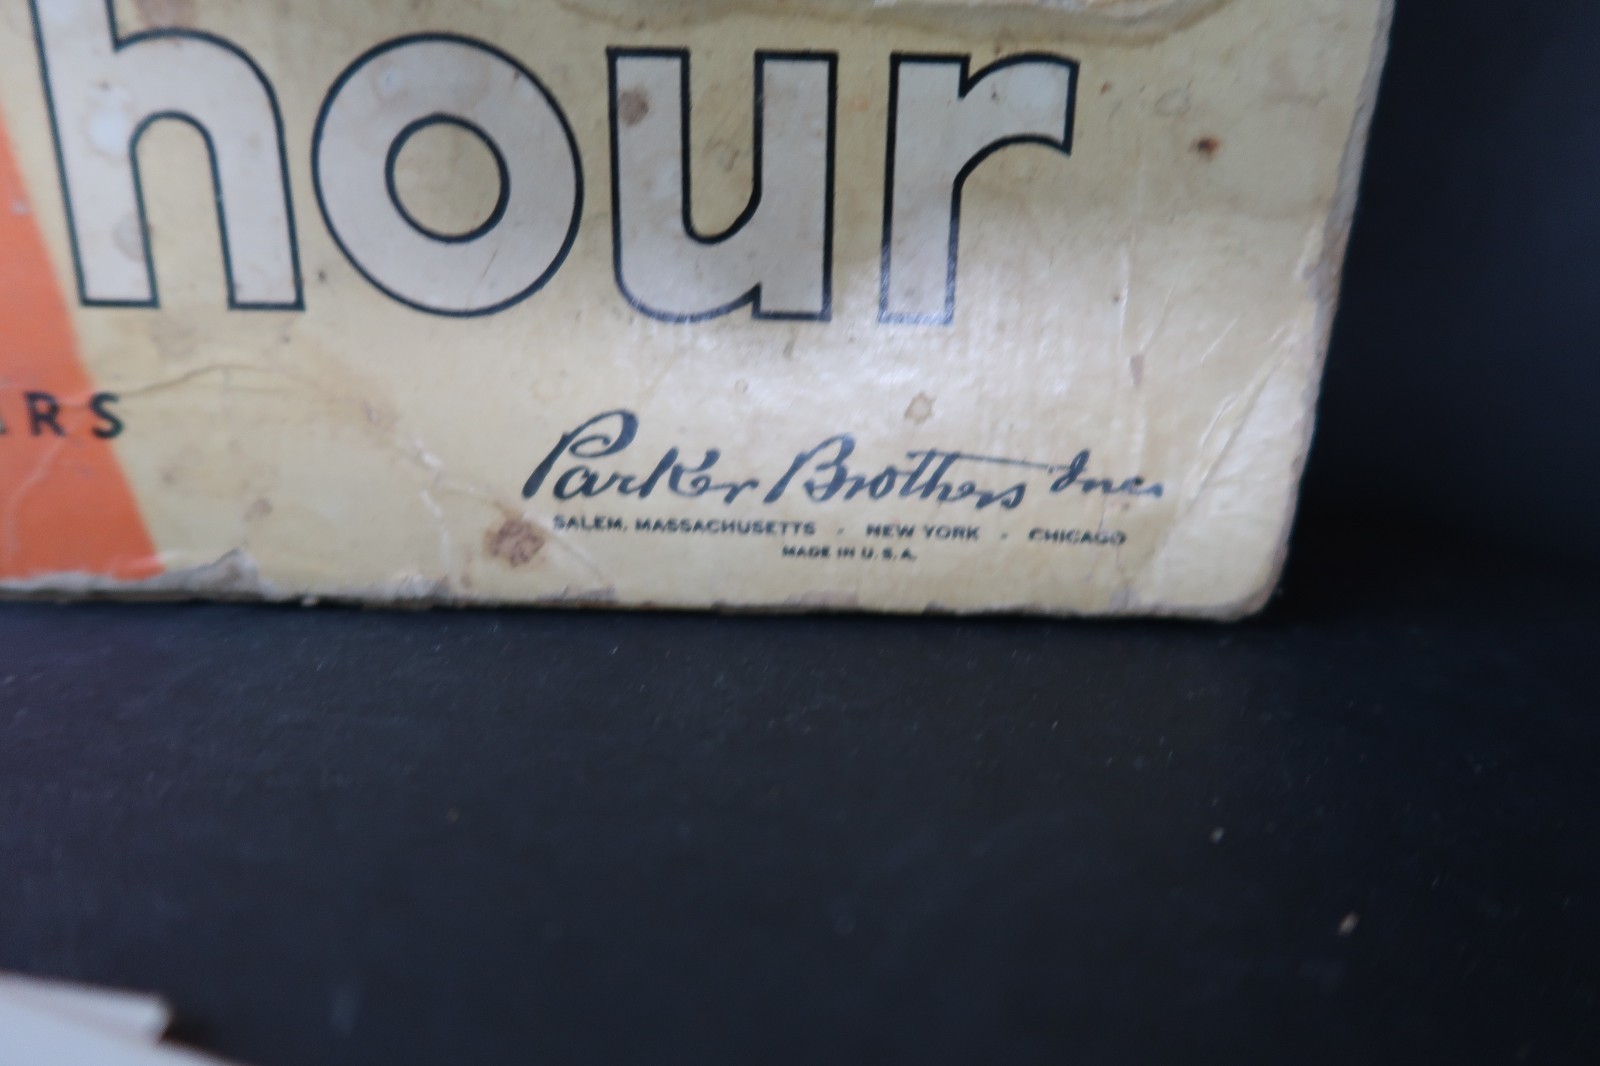 hour
RS
Parker Brothers Inc.
SALEM, MASSACHUSETTS · NEW YORK · CHICAGO
MADE IN U.S.A.